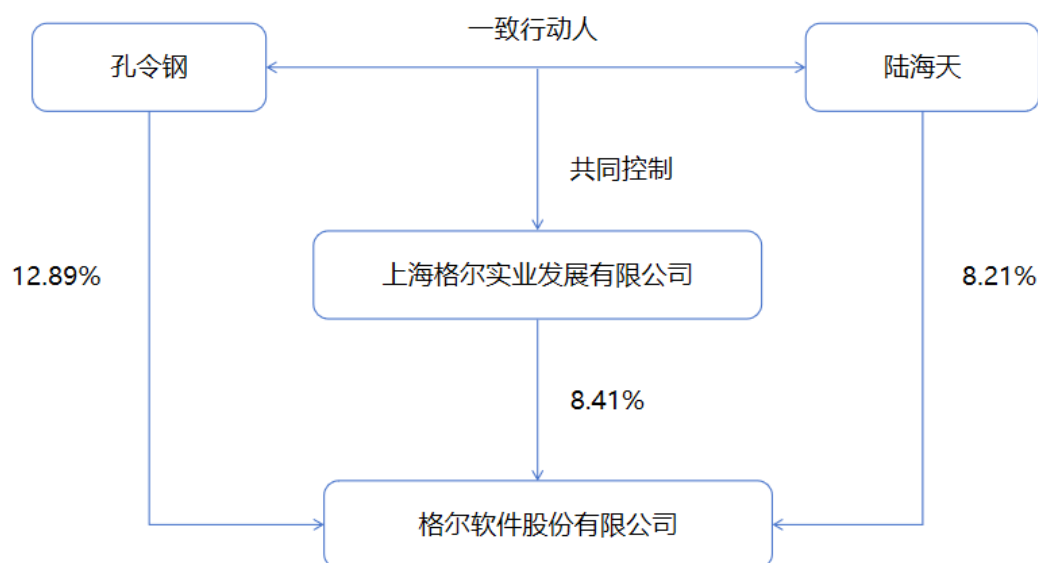 一致行动人
孔令钢
陆海天
共同控制
12.89%
上海格尔实业发展有限公司
8.21%
8.41%
格尔软件股份有限公司